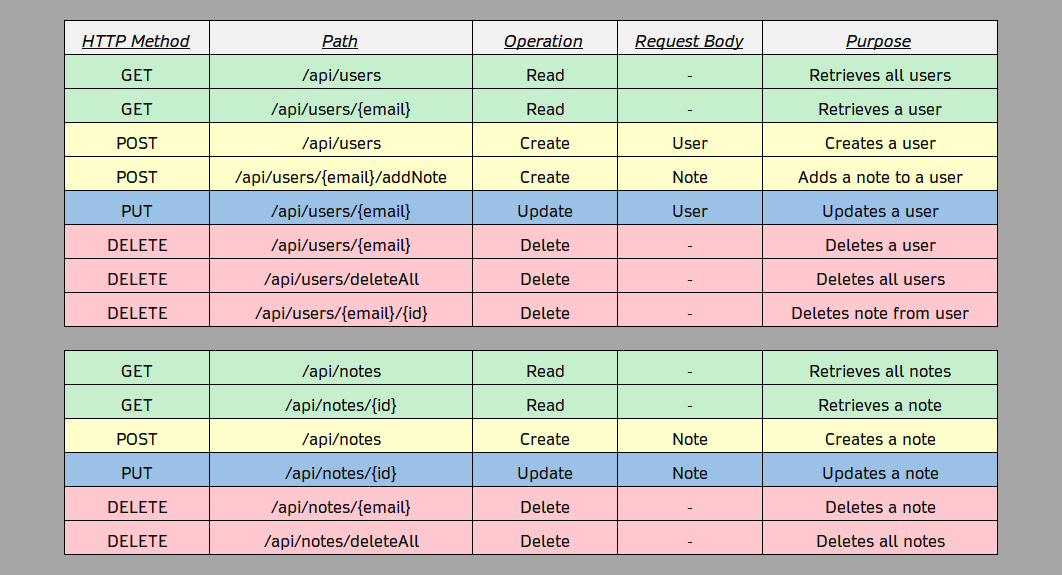 HTTP Method Path Operation Request Body Purpose
GET /api/users Read - Retrieves all users
GET /api/users/{email} Read - Retrieves a user
POST /api/users Create User Creates a user
POST /api/users/{email}/addNote Create Note Adds a note to a user
PUT /api/users/{email} Update User Updates a user
DELETE /api/users/{email} Delete - Deletes a user
DELETE /api/users/deleteAll Delete - Deletes all users
DELETE /api/users/{email}/{id} Delete - Deletes note from user
GET /api/notes Read - Retrieves all notes
GET /api/notes/{id} Read - Retrieves a note
POST /api/notes Create Note Creates a note
PUT /api/notes/{id} Update Note Updates a note
DELETE /api/notes/{email} Delete - Deletes a note
DELETE /api/notes/deleteAll Delete - Deletes all notes